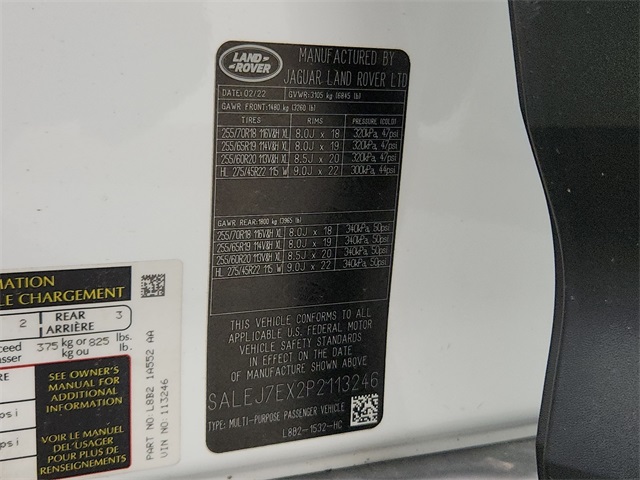 LAND
ROVER
MANUFACTURED BY
JAGUAR LAND ROVER LTD
DATE: 02/22 GVWR: 3105 kg (6845 lb)
GAWR FRONT: 1480 kg (3260 lb)
TIRES RIMS PRESSURE (COLD)
255/70R18 116V&H XL 8.0J x 18 320kPa, 47psi
255/65R19 114V&H XL 8.0J x 19 320kPa, 47psi
255/60R20 113V&H XL 8.5J x 20 320kPa, 47psi
HL 275/45R22 115 W 9.0J x 22 300kPa, 44psi
GAWR REAR: 1800 kg (3965 lb)
255/70R18 116V&H XL 8.0J x 18 340kPa, 50psi
255/65R19 114V&H XL 8.0J x 19 340kPa, 50psi
255/60R20 113V&H XL 8.5J x 20 340kPa, 50psi
HL 275/45R22 115 W 9.0J x 22 340kPa, 50psi
THIS VEHICLE CONFORMS TO ALL
APPLICABLE U.S. FEDERAL MOTOR
VEHICLE SAFETY STANDARDS
IN EFFECT ON THE DATE
OF MANUFACTURE SHOWN ABOVE.
SALEJ7EX2P2113246
TYPE: MULTI-PURPOSE PASSENGER VEHICLE
L8B2-1532-HC
MATION
LE CHARGEMENT
2 REAR 3
ARRIÈRE
ceed 375 kg or 825 lbs.
asser kg ou lb.
RE
SEE OWNER'S
MANUAL FOR
ADDITIONAL
INFORMATION
psi
VOIR LE MANUEL
DEL'USAGER
POUR PLUS DE
RENSEIGNEMENTS
si
PART NO: L8B2 1A552 AA
VIN NO: 113246